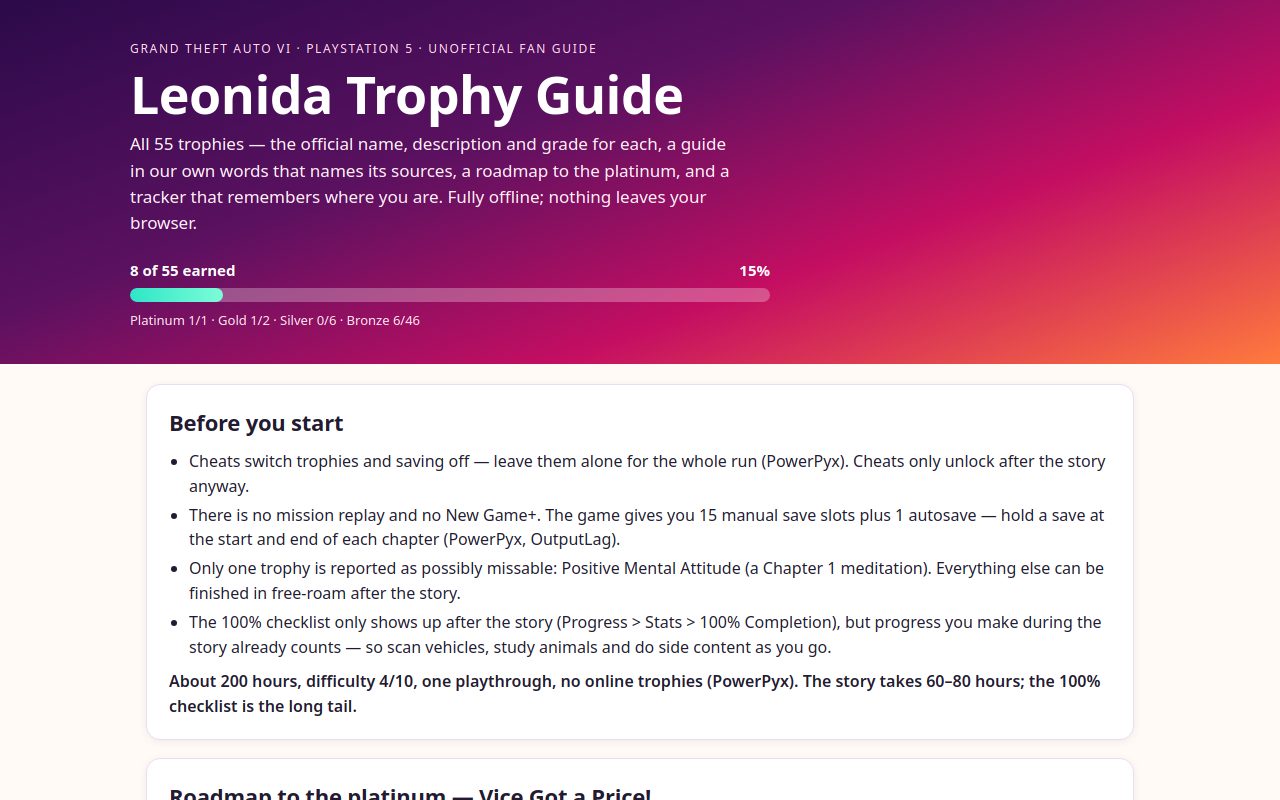 GRAND THEFT AUTO VI · PLAYSTATION 5 · UNOFFICIAL FAN GUIDE
Leonida Trophy Guide
All 55 trophies — the official name, description and grade for each, a guide
in our own words that names its sources, a roadmap to the platinum, and a
tracker that remembers where you are. Fully offline; nothing leaves your
browser.
8 of 55 earned 15%
Platinum 1/1 · Gold 1/2 · Silver 0/6 · Bronze 6/46
Before you start
• Cheats switch trophies and saving off — leave them alone for the whole run (PowerPyx). Cheats only unlock after the story
anyway.
• There is no mission replay and no New Game+. The game gives you 15 manual save slots plus 1 autosave — hold a save at
the start and end of each chapter (PowerPyx, OutputLag).
• Only one trophy is reported as possibly missable: Positive Mental Attitude (a Chapter 1 meditation). Everything else can be
finished in free-roam after the story.
• The 100% checklist only shows up after the story (Progress > Stats > 100% Completion), but progress you make during the
story already counts — so scan vehicles, study animals and do side content as you go.
About 200 hours, difficulty 4/10, one playthrough, no online trophies (PowerPyx). The story takes 60–80 hours; the 100%
checklist is the long tail.
Roadmap to the platinum — Vice Got a Price!